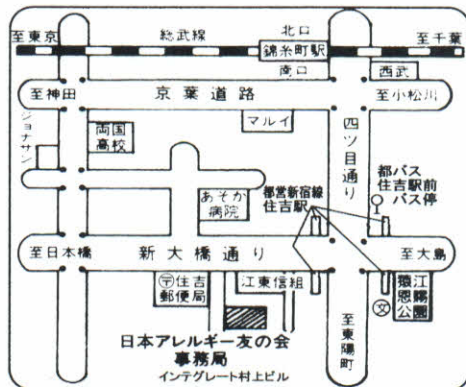 至東京
総武線
北口
至千葉
錦糸町駅
南口
西武
至神田
京葉道路
至小松川
マルイ
ジョナサン
両国
高校
四ツ目通り
都バス
住吉駅前
バス停
あそか
病院
都営新宿線
住吉駅
至日本橋
新大橋通り
至大島
〒住吉
郵便局
江東信組
文
猿江
恩賜
公園
至東陽町
日本アレルギー友の会
事務局
インテグレート村上ビル